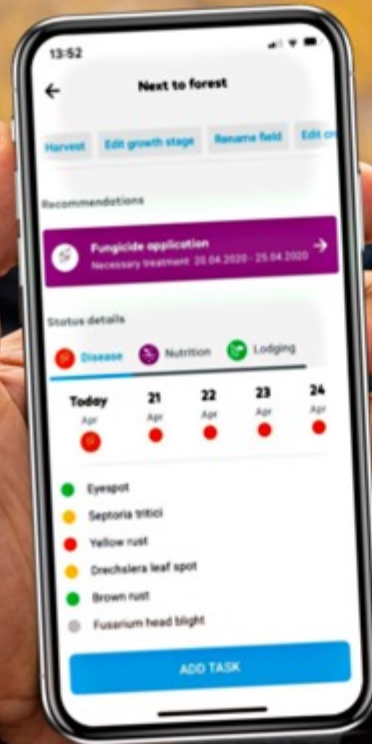 13:52
Next to forest
Harvest Edit growth stage Rename field Edit
Recommendations
Fungicide application
Necessary treatment 20.04.2020 - 25.04.2020
Status details
Disease Nutrition Lodging
Today 21 22 23 24
Apr Apr Apr Apr Apr
Eyespot
Septoria tritici
Yellow rust
Drechslera leaf spot
Brown rust
Fusarium head blight
ADD TASK